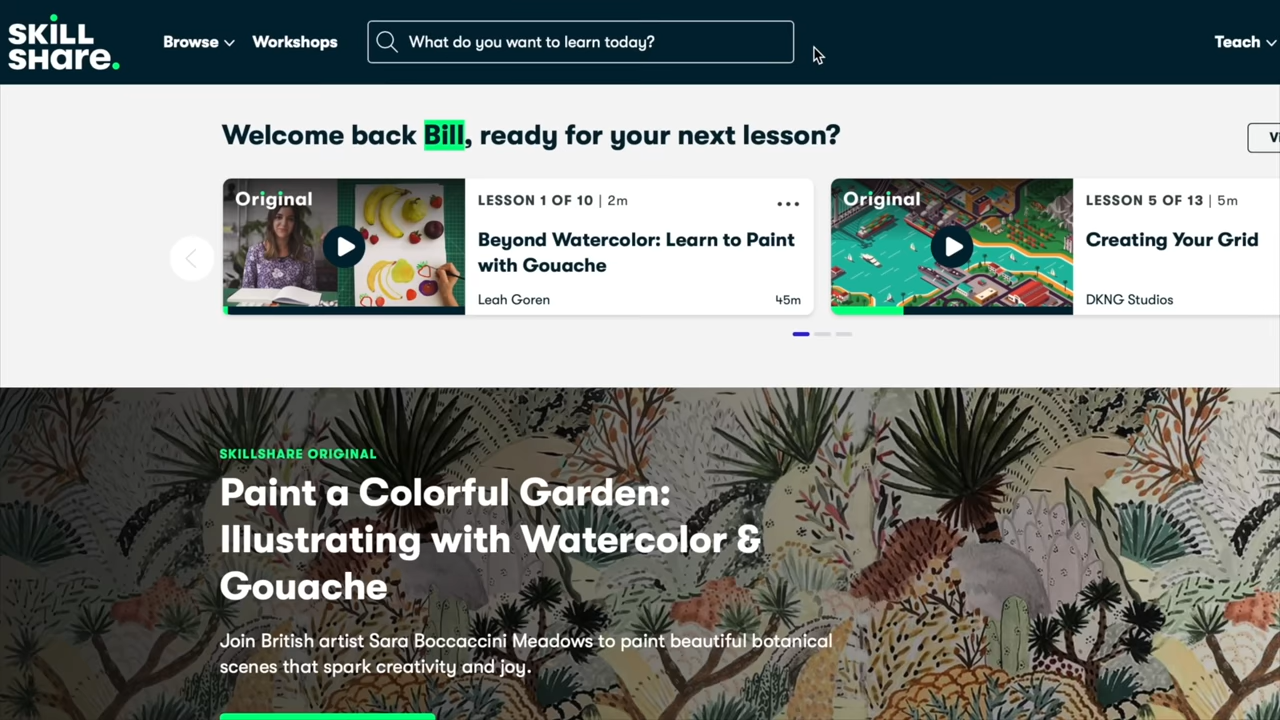 SKILL
SHARE.
Browse
Workshops
What do you want to learn today?
Teach
Welcome back Bill, ready for your next lesson?
Original
LESSON 1 OF 10 | 2m
Beyond Watercolor: Learn to Paint
with Gouache
Leah Goren
45m
Original
LESSON 5 OF 13 | 5m
Creating Your Grid
DKNG Studios
SKILLSHARE ORIGINAL
Paint a Colorful Garden:
Illustrating with Watercolor &
Gouache
Join British artist Sara Boccaccini Meadows to paint beautiful botanical
scenes that spark creativity and joy.